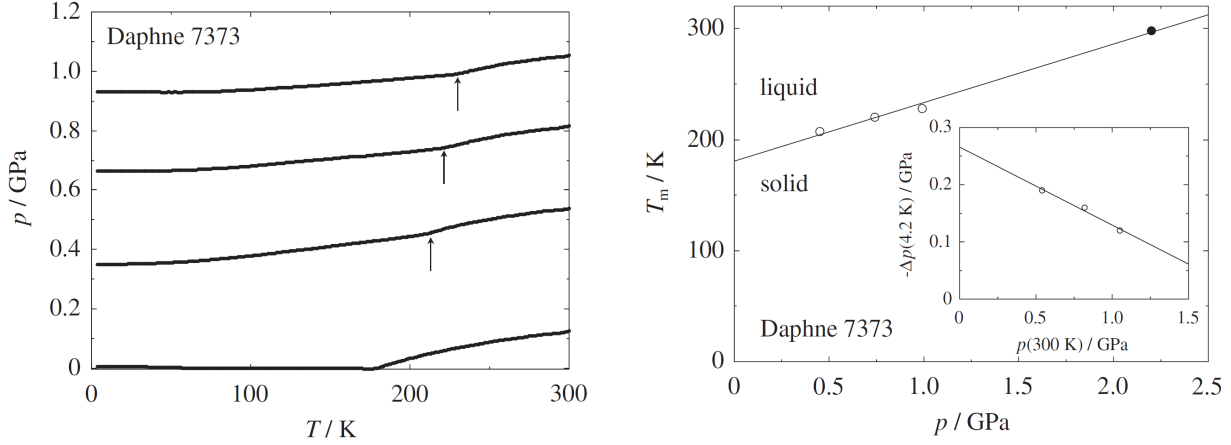 Daphne 7373
p / GPa
1.2
1.0
0.8
0.6
0.4
0.2
0
0
100
200
300
T / K
T_m / K
300
200
100
0
liquid
solid
Daphne 7373
0
0.5
1.0
1.5
2.0
2.5
p / GPa
-Δp(4.2 K) / GPa
0.3
0.2
0.1
0
0
0.5
1.0
1.5
p(300 K) / GPa